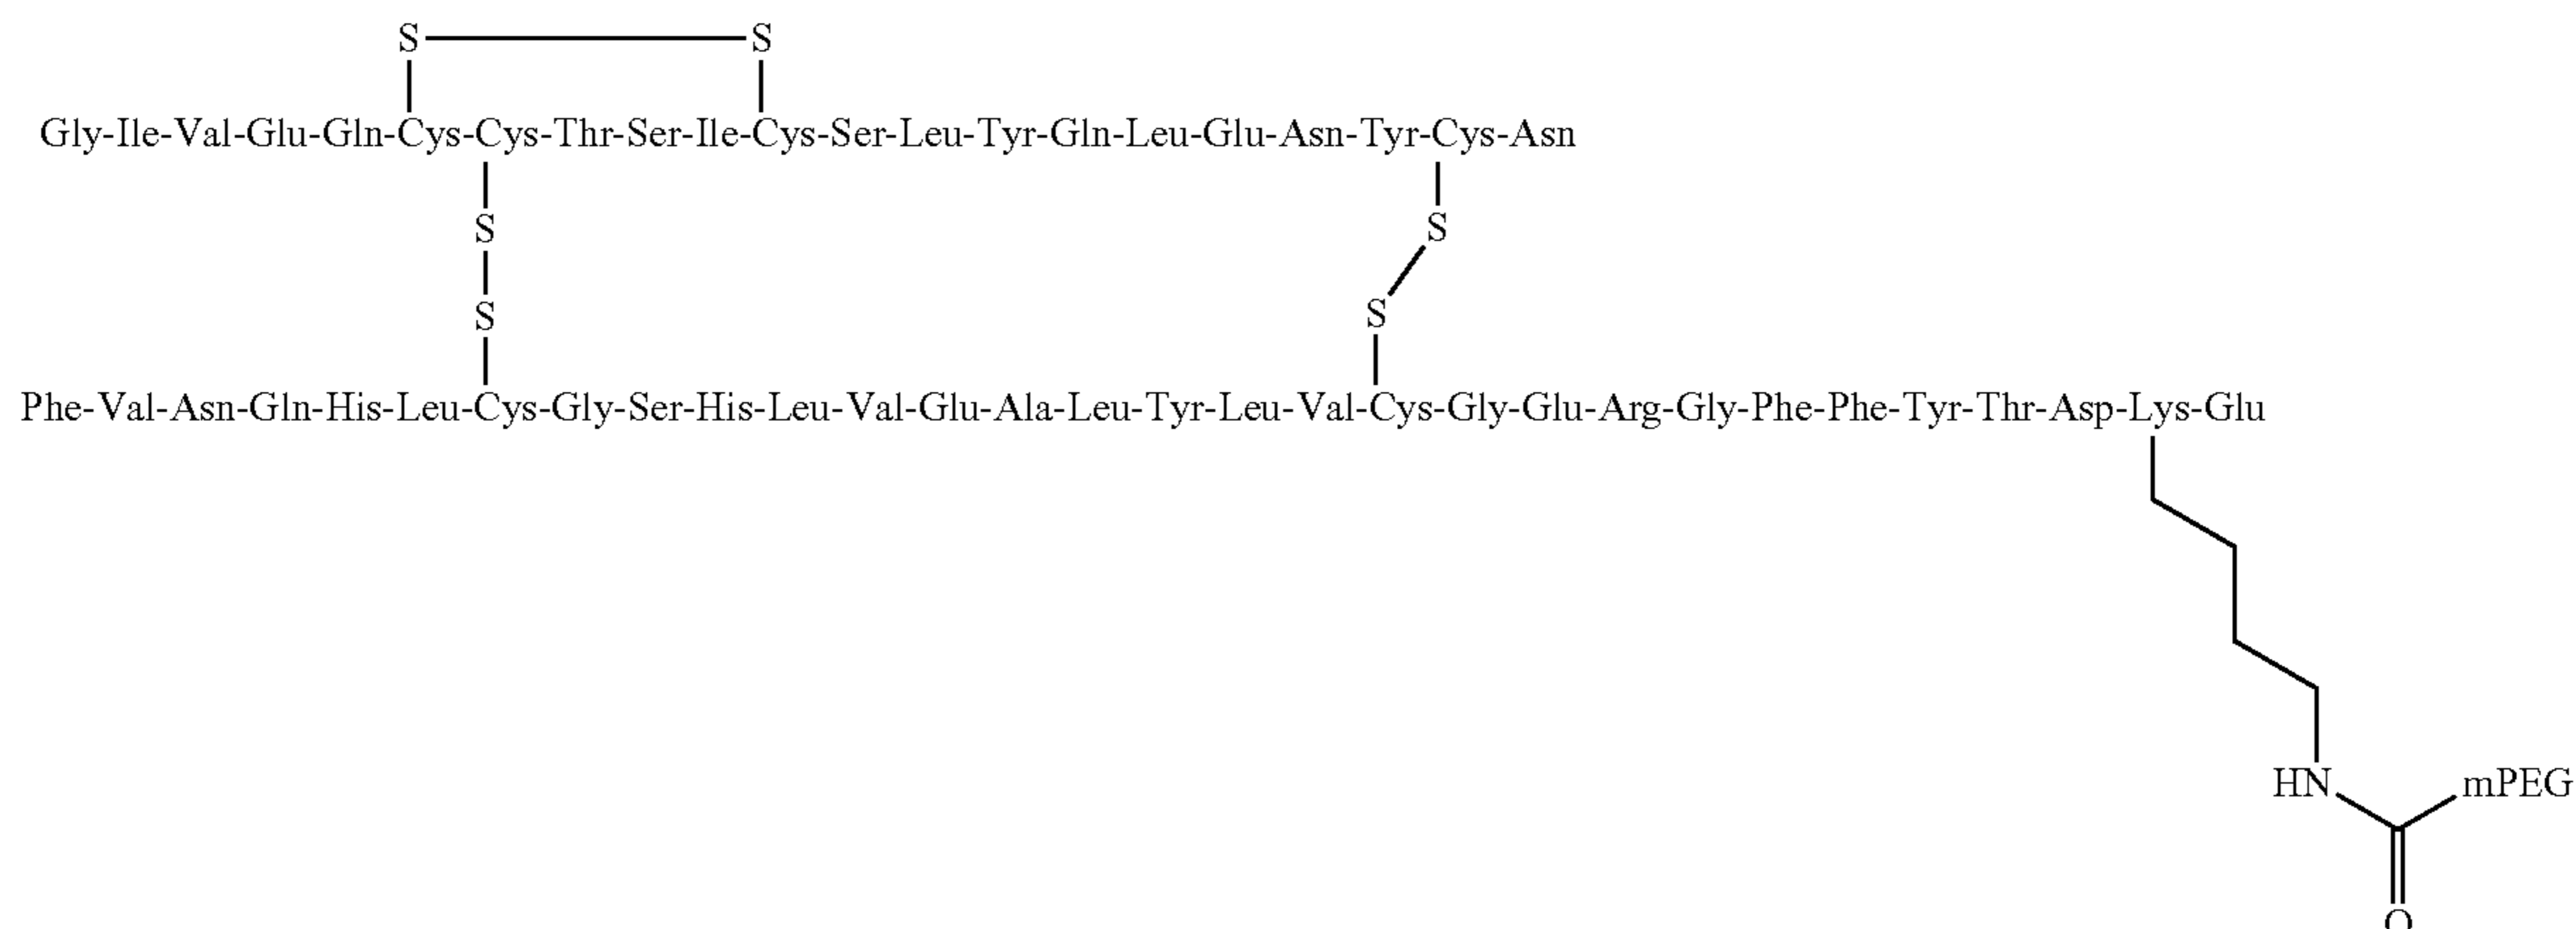 S S
Gly-Ile-Val-Glu-Gln-Cys-Cys-Thr-Ser-Ile-Cys-Ser-Leu-Tyr-Gln-Leu-Glu-Asn-Tyr-Cys-Asn
S S
S S
Phe-Val-Asn-Gln-His-Leu-Cys-Gly-Ser-His-Leu-Val-Glu-Ala-Leu-Tyr-Leu-Val-Cys-Gly-Glu-Arg-Gly-Phe-Phe-Tyr-Thr-Asp-Lys-Glu
HN mPEG
O